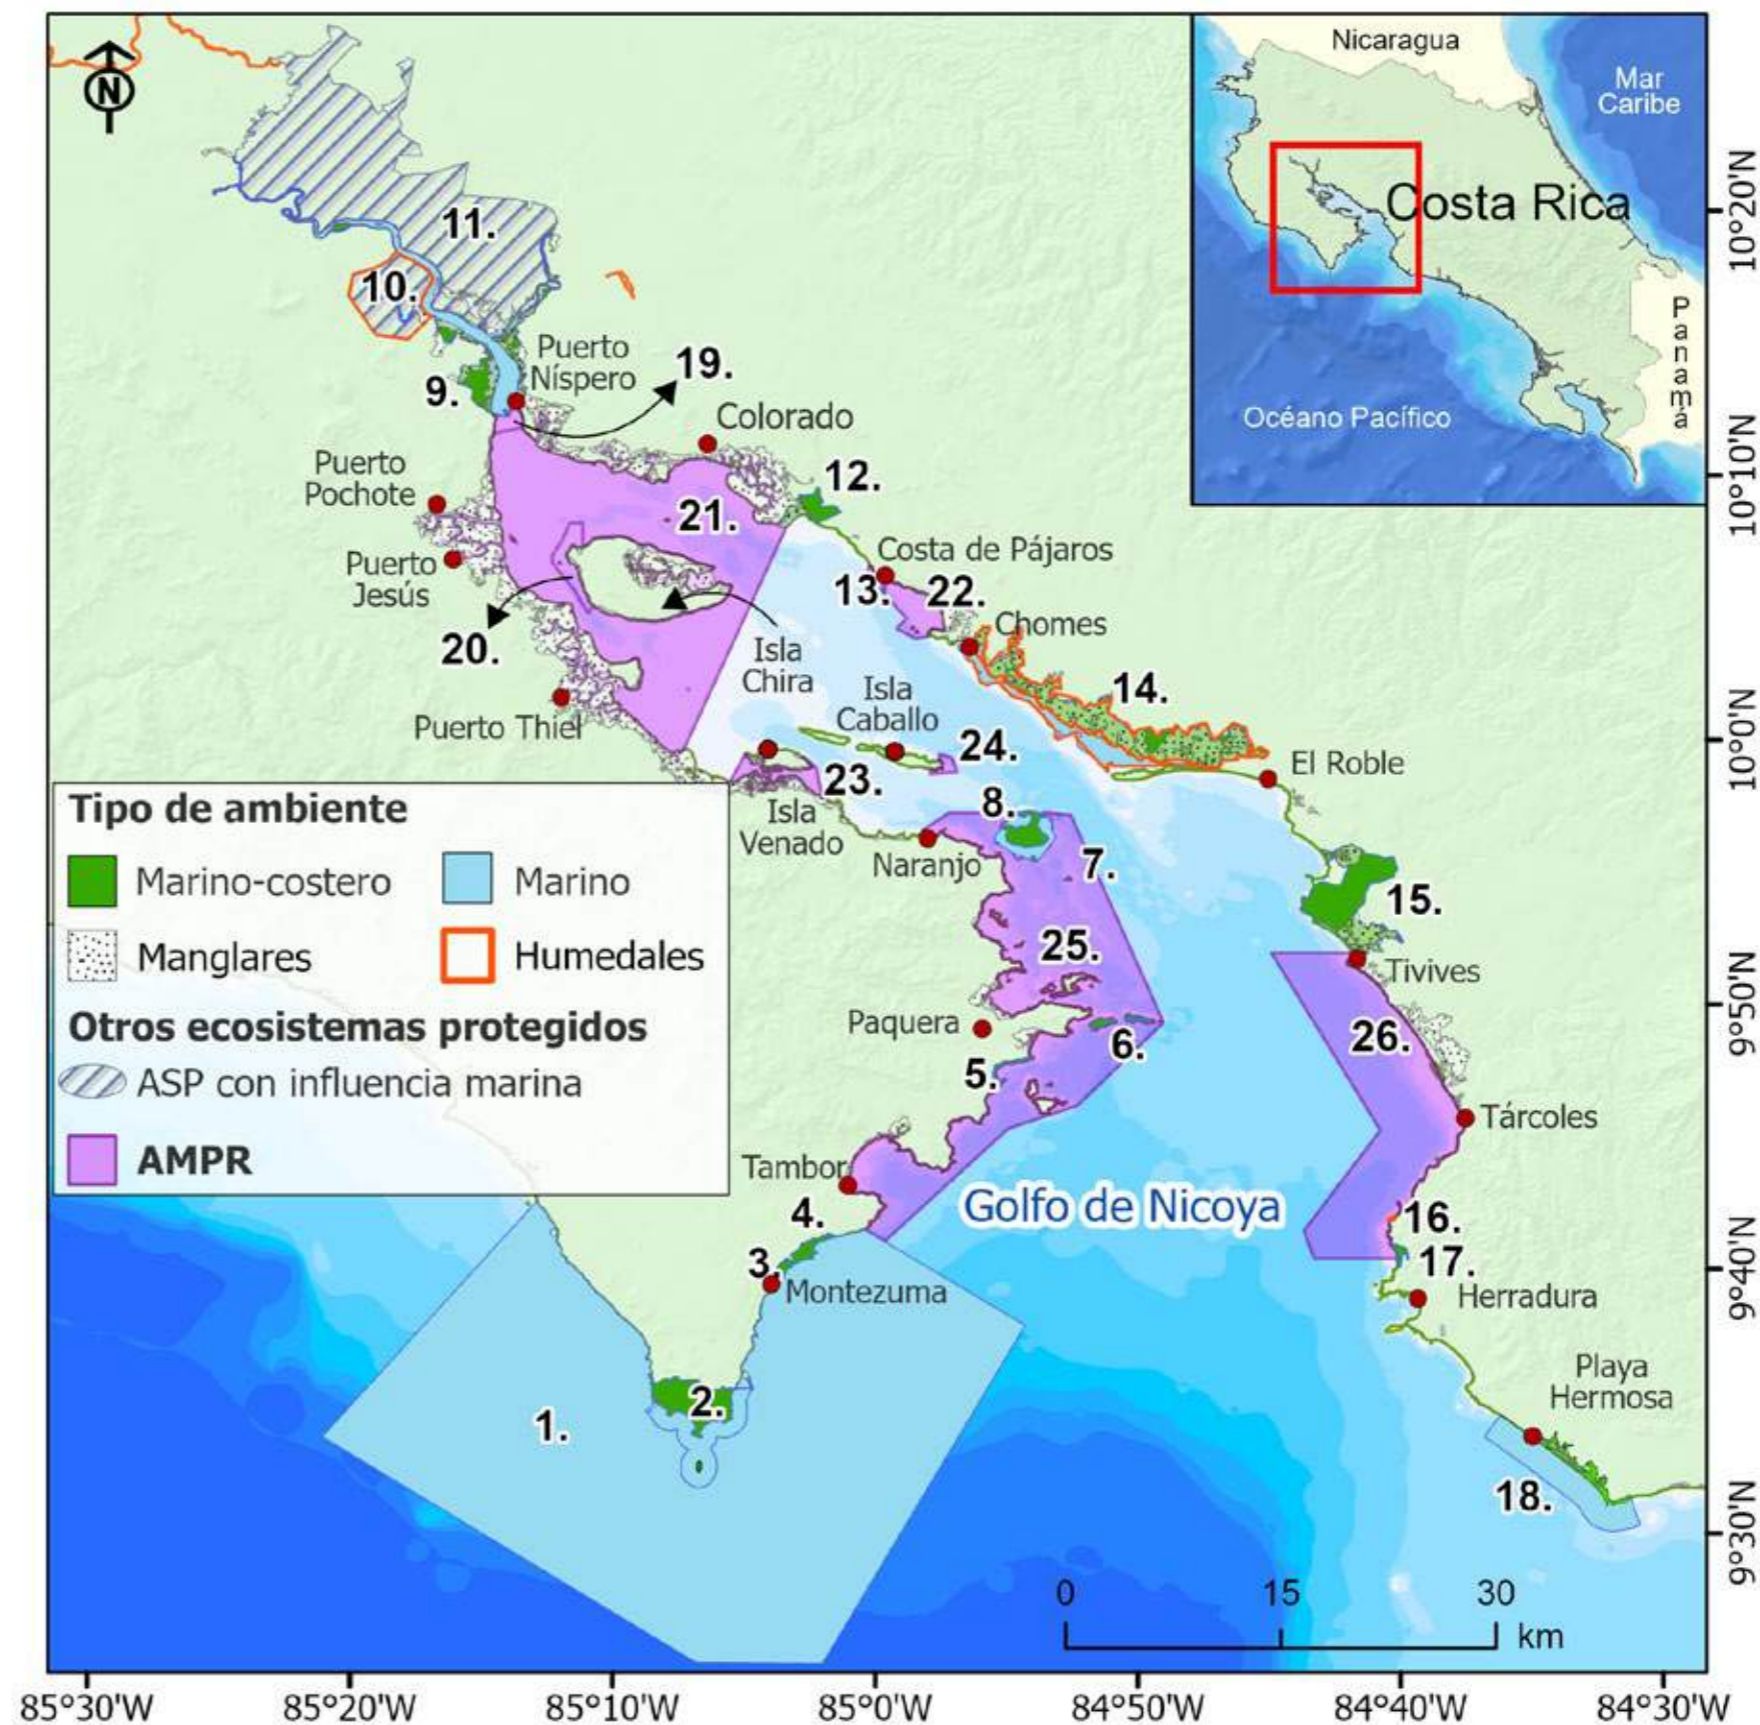 N
Nicaragua
Mar
Caribe
Costa Rica
Panamá
Océano Pacífico
11.
10.
9.
Puerto
Níspero
19.
Colorado
Puerto
Pochote
12.
21.
Puerto
Jesús
Costa de Pájaros
13.
22.
Chomes
20.
Isla
Chira
Isla
Caballo
14.
Puerto Thiel
24.
El Roble
23.
Isla
Venado
8.
Naranjo
7.
15.
25.
Tivives
Paquera
6.
5.
26.
Tárcoles
Tambor
4.
Golfo de Nicoya
16.
3.
17.
Montezuma
Herradura
Playa
Hermosa
2.
1.
18.
Tipo de ambiente
Marino-costero
Marino
Manglares
Humedales
Otros ecosistemas protegidos
ASP con influencia marina
AMPR
0 15 30
km
10°20'N
10°10'N
10°0'N
9°50'N
9°40'N
9°30'N
85°30'W 85°20'W 85°10'W 85°0'W 84°50'W 84°40'W 84°30'W